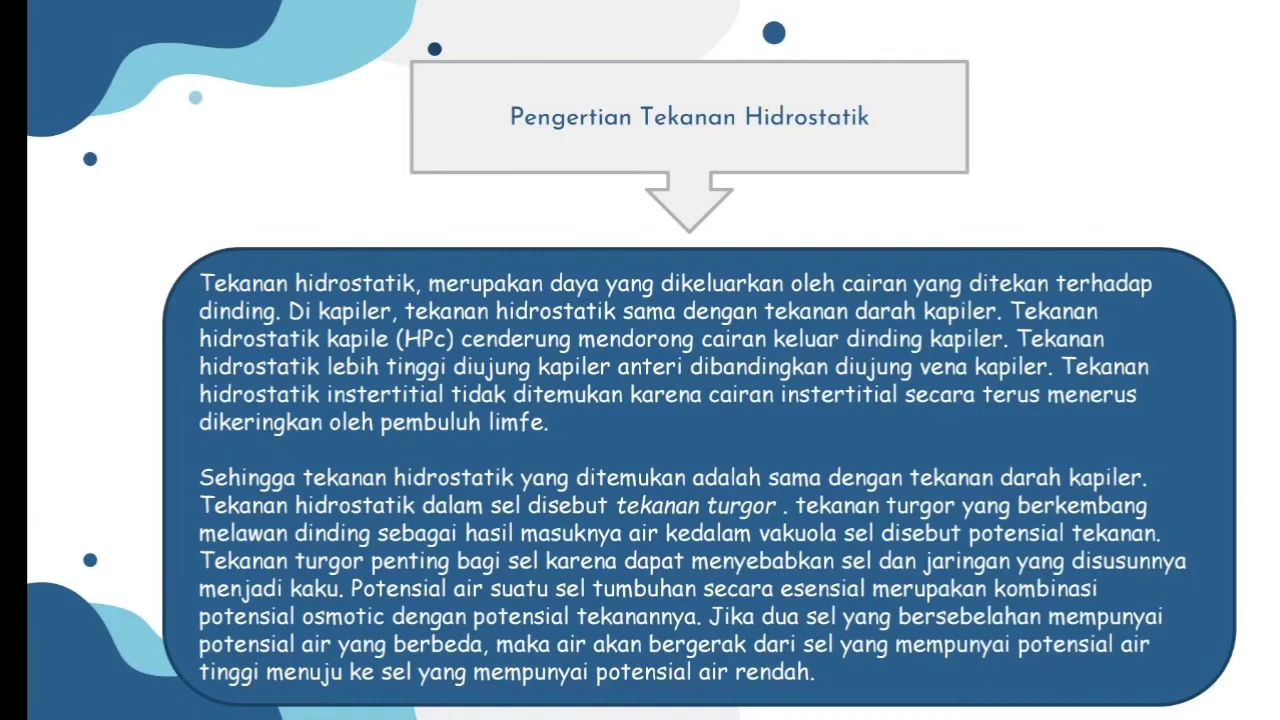 Pengertian Tekanan Hidrostatik
Tekanan hidrostatik, merupakan daya yang dikeluarkan oleh cairan yang ditekan terhadap
dinding. Di kapiler, tekanan hidrostatik sama dengan tekanan darah kapiler. Tekanan
hidrostatik kapile (HPc) cenderung mendorong cairan keluar dinding kapiler. Tekanan
hidrostatik lebih tinggi diujung kapiler anteri dibandingkan diujung vena kapiler. Tekanan
hidrostatik instertitial tidak ditemukan karena cairan instertitial secara terus menerus
dikeringkan oleh pembuluh limfe.
Sehingga tekanan hidrostatik yang ditemukan adalah sama dengan tekanan darah kapiler.
Tekanan hidrostatik dalam sel disebut tekanan turgor . tekanan turgor yang berkembang
melawan dinding sebagai hasil masuknya air kedalam vakuola sel disebut potensial tekanan.
Tekanan turgor penting bagi sel karena dapat menyebabkan sel dan jaringan yang disusunnya
menjadi kaku. Potensial air suatu sel tumbuhan secara esensial merupakan kombinasi
potensial osmotic dengan potensial tekanannya. Jika dua sel yang bersebelahan mempunyai
potensial air yang berbeda, maka air akan bergerak dari sel yang mempunyai potensial air
tinggi menuju ke sel yang mempunyai potensial air rendah.